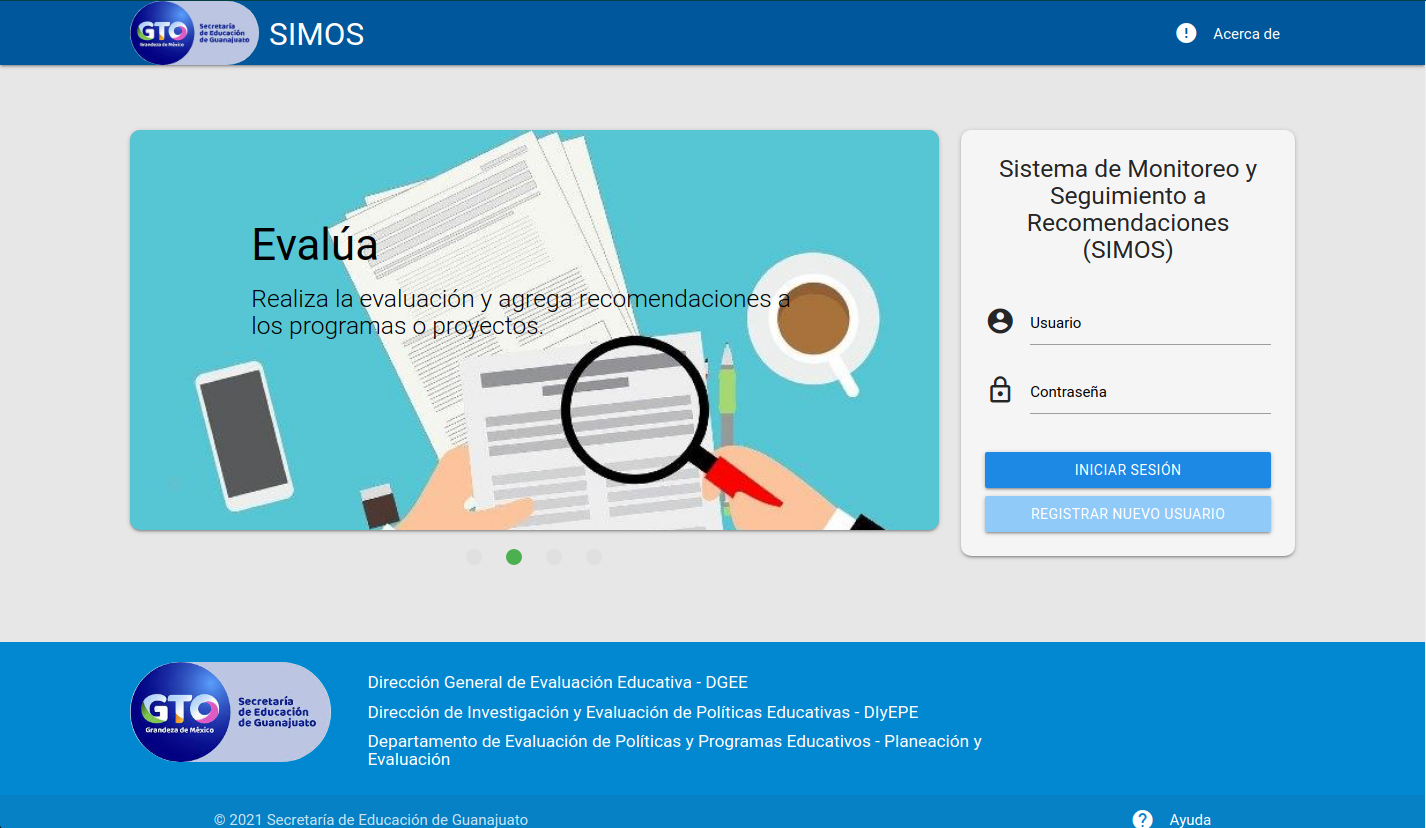 GTO
Grandeza de México
Secretaría
de Educación
de Guanajuato
SIMOS
Acerca de
Evalúa
Realiza la evaluación y agrega recomendaciones a
los programas o proyectos.
Sistema de Monitoreo y
Seguimiento a
Recomendaciones
(SIMOS)
Usuario
Contraseña
INICIAR SESIÓN
REGISTRAR NUEVO USUARIO
GTO
Grandeza de México
Secretaría
de Educación
de Guanajuato
Dirección General de Evaluación Educativa - DGEE
Dirección de Investigación y Evaluación de Políticas Educativas - DIyEPE
Departamento de Evaluación de Políticas y Programas Educativos - Planeación y
Evaluación
© 2021 Secretaría de Educación de Guanajuato
Ayuda